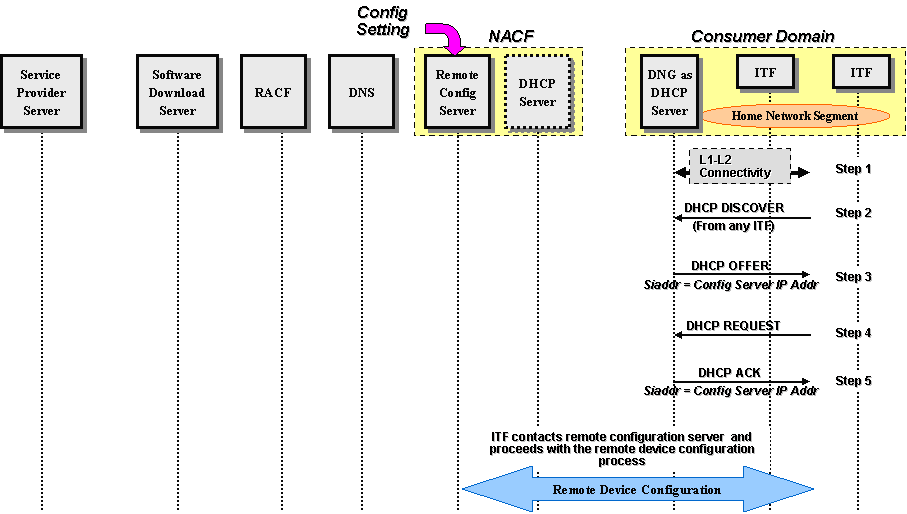 Config
Setting
NACF
Consumer Domain
Service
Provider
Server
Software
Download
Server
RACF
DNS
Remote
Config
Server
DHCP
Server
DNG as
DHCP
Server
ITF
ITF
Home Network Segment
L1-L2
Connectivity
Step 1
DHCP DISCOVER
(From any ITF)
Step 2
DHCP OFFER
Siaddr = Config Server IP Addr
Step 3
DHCP REQUEST
Step 4
DHCP ACK
Siaddr = Config Server IP Addr
Step 5
ITF contacts remote configuration server and
proceeds with the remote device configuration
process
Remote Device Configuration